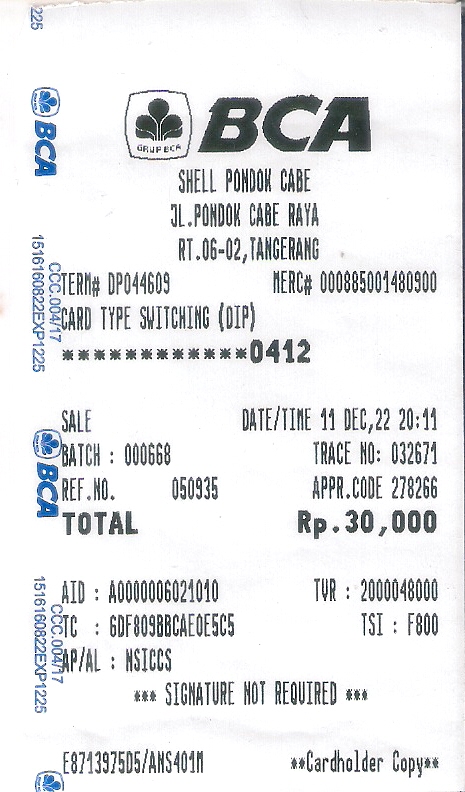 GRUP BCA
BCA
SHELL PONDOK CABE
JL.PONDOK CABE RAYA
RT.06-02,TANGERANG
TERM# DP044609 MERC# 000885001480900
CARD TYPE SWITCHING (DIP)
************0412
SALE DATE/TIME 11 DEC,22 20:11
BATCH : 000668 TRACE NO: 032671
REF.NO. 050935 APPR.CODE 278266
TOTAL Rp.30,000
AID : A0000006021010 TVR : 2000048000
TC : 6DF809BBCAE0E5C5 TSI : F800
AP/AL : NSICCS
*** SIGNATURE NOT REQUIRED ***
E8713975D5/ANS401M **Cardholder Copy**
225
BCA
CCC.004/17
1516160822EXP1225
BCA
CCC.004/17
1516160822EXP1225